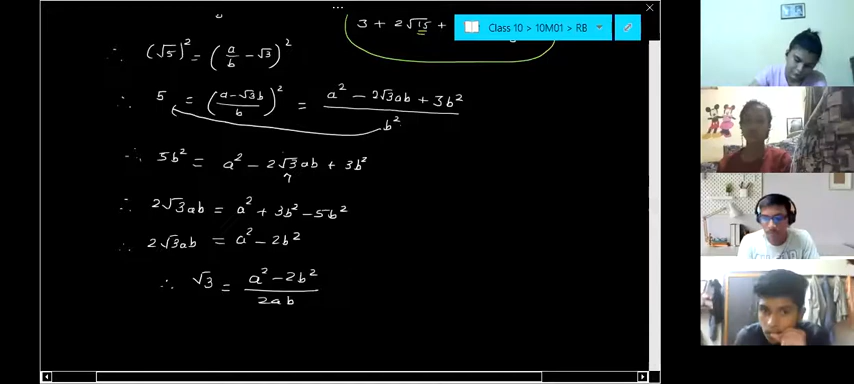 3 + 2√15 +
Class 10 > 10M01 > RB
∴ (√5)² = (a/b − √3)²
∴ 5 = ((a−√3b)/b)² = (a² − 2√3ab + 3b²)/b²
∴ 5b² = a² − 2√3ab + 3b²
∴ 2√3ab = a² + 3b² − 5b²
∴ 2√3ab = a² − 2b²
∴ √3 = (a² − 2b²)/2ab